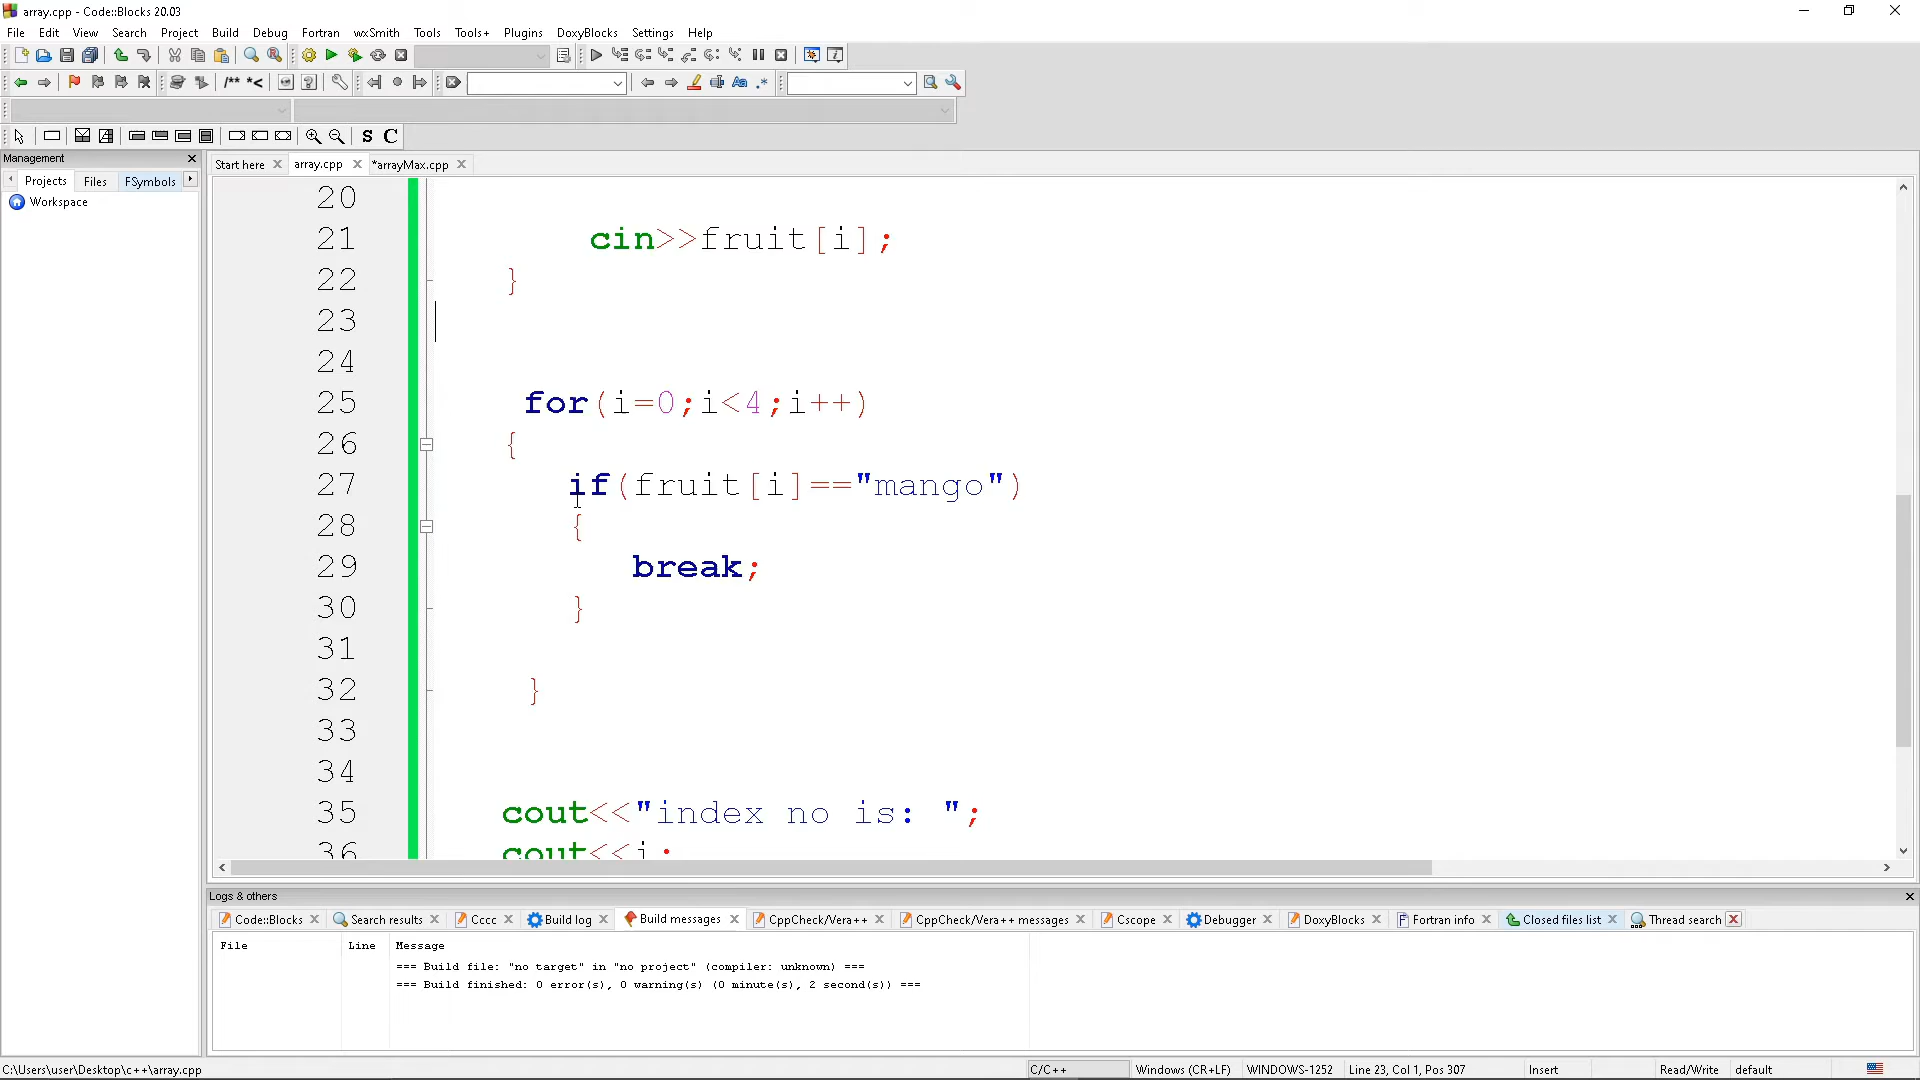 array.cpp - Code::Blocks 20.03
File Edit View Search Project Build Debug Fortran wxSmith Tools Tools+ Plugins DoxyBlocks Settings Help
/** *<
Aa .*
S C
Management
Projects Files FSymbols
Workspace
Start here array.cpp *arrayMax.cpp
20
21 cin>>fruit[i];
22 }
23
24
25 for(i=0;i<4;i++)
26 {
27 if(fruit[i]=="mango")
28 {
29 break;
30 }
31
32 }
33
34
35 cout<<"index no is: ";
36 cout<<i;
Logs & others
Code::Blocks Search results Cccc Build log Build messages CppCheck/Vera++ CppCheck/Vera++ messages Cscope Debugger DoxyBlocks Fortran info Closed files list Thread search
File Line Message
=== Build file: "no target" in "no project" (compiler: unknown) ===
=== Build finished: 0 error(s), 0 warning(s) (0 minute(s), 2 second(s)) ===
C:\Users\user\Desktop\c++\array.cpp C/C++ Windows (CR+LF) WINDOWS-1252 Line 23, Col 1, Pos 307 Insert Read/Write default